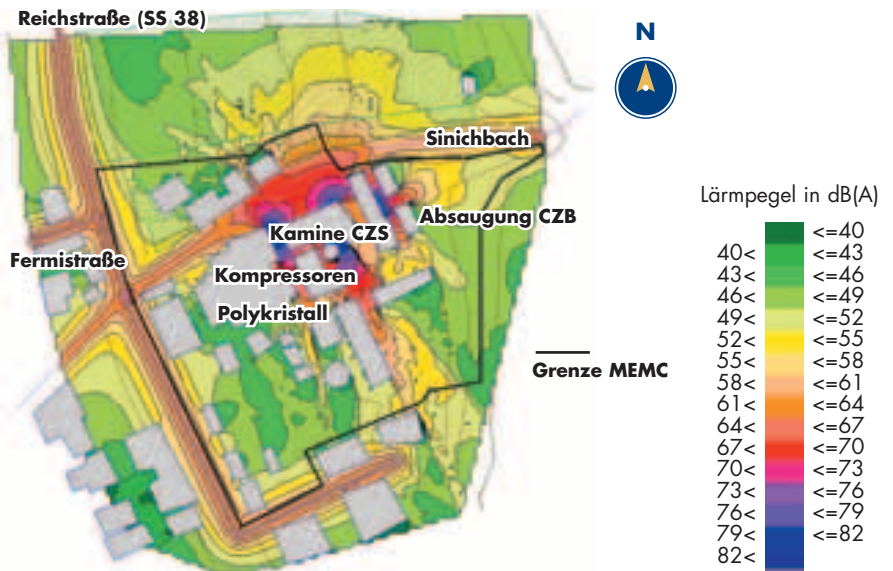 Reichstraße (SS 38)
N
Sinichbach
Lärmpegel in dB(A)
Absaugung CZB
Kamine CZS
Fermistraße
Kompressoren
Polykristall
Grenze MEMC
<=40
40< <=43
43< <=46
46< <=49
49< <=52
52< <=55
55< <=58
58< <=61
61< <=64
64< <=67
67< <=70
70< <=73
73< <=76
76< <=79
79< <=82
82<